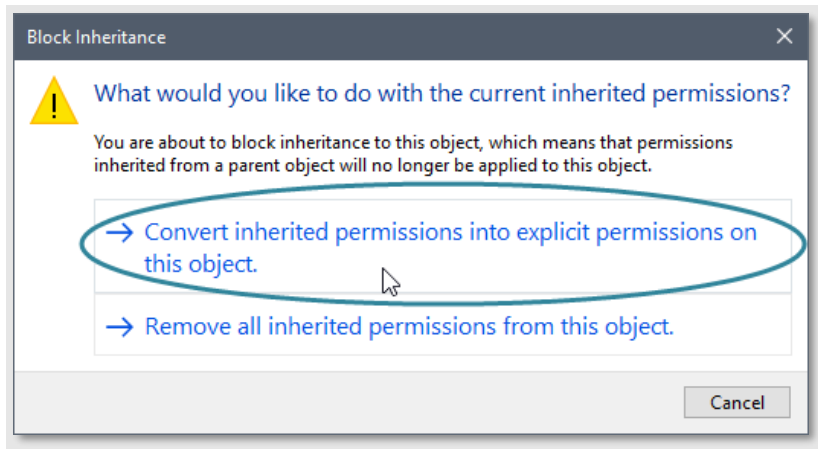 Block Inheritance
What would you like to do with the current inherited permissions?
You are about to block inheritance to this object, which means that permissions
inherited from a parent object will no longer be applied to this object.
Convert inherited permissions into explicit permissions on
this object.
Remove all inherited permissions from this object.
Cancel